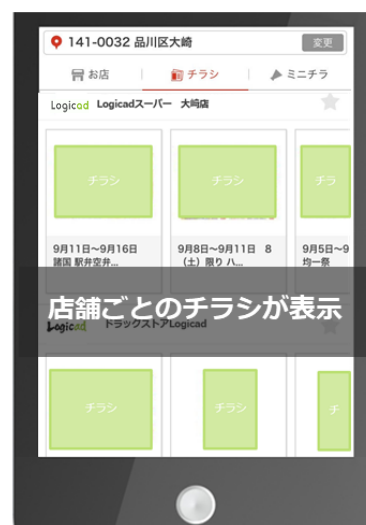 141-0032 品川区大崎
変更
お店
チラシ
ミニチラ
Logicad Logicadスーパー 大崎店
チラシ
チラシ
チラ
9月11日～9月16日
諸国 駅弁空弁...
9月8日～9月11日 8
（土）限り ハ...
9月5日～9
均一祭
店舗ごとのチラシが表示
Logicad ドラックストアLogicad
チラシ
チラシ
チ